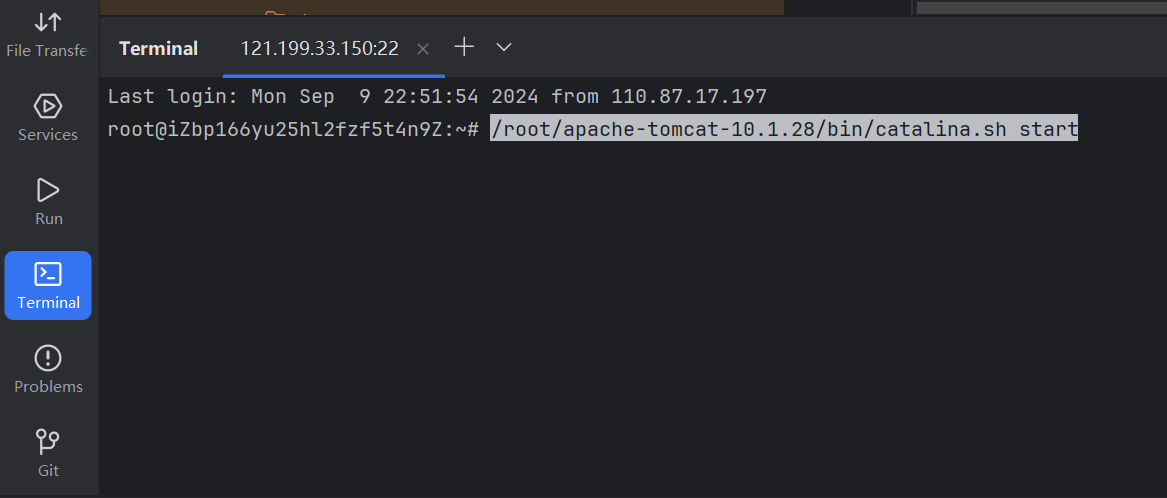 File Transfe
Services
Run
Terminal
Problems
Git
Terminal 121.199.33.150:22
Last login: Mon Sep  9 22:51:54 2024 from 110.87.17.197
root@iZbp166yu25hl2fzf5t4n9Z:~# /root/apache-tomcat-10.1.28/bin/catalina.sh start